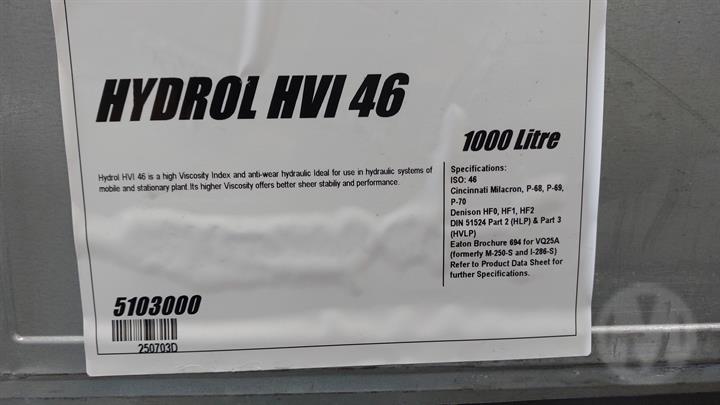 HYDROL HVI 46
1000 Litre
Hydrol HVI 46 is a high Viscosity Index and anti-wear hydraulic Ideal for use in hydraulic systems of
mobile and stationary plant. Its higher Viscosity offers better sheer stabiliy and performance.
Specifications:
ISO: 46
Cincinnati Milacron, P-68, P-69,
P-70
Denison HF0, HF1, HF2
DIN 51524 Part 2 (HLP) & Part 3
(HVLP)
Eaton Brochure 694 for VQ25A
(formerly M-250-S and I-286-S)
Refer to Product Data Sheet for
further Specifications.
5103000
250703D